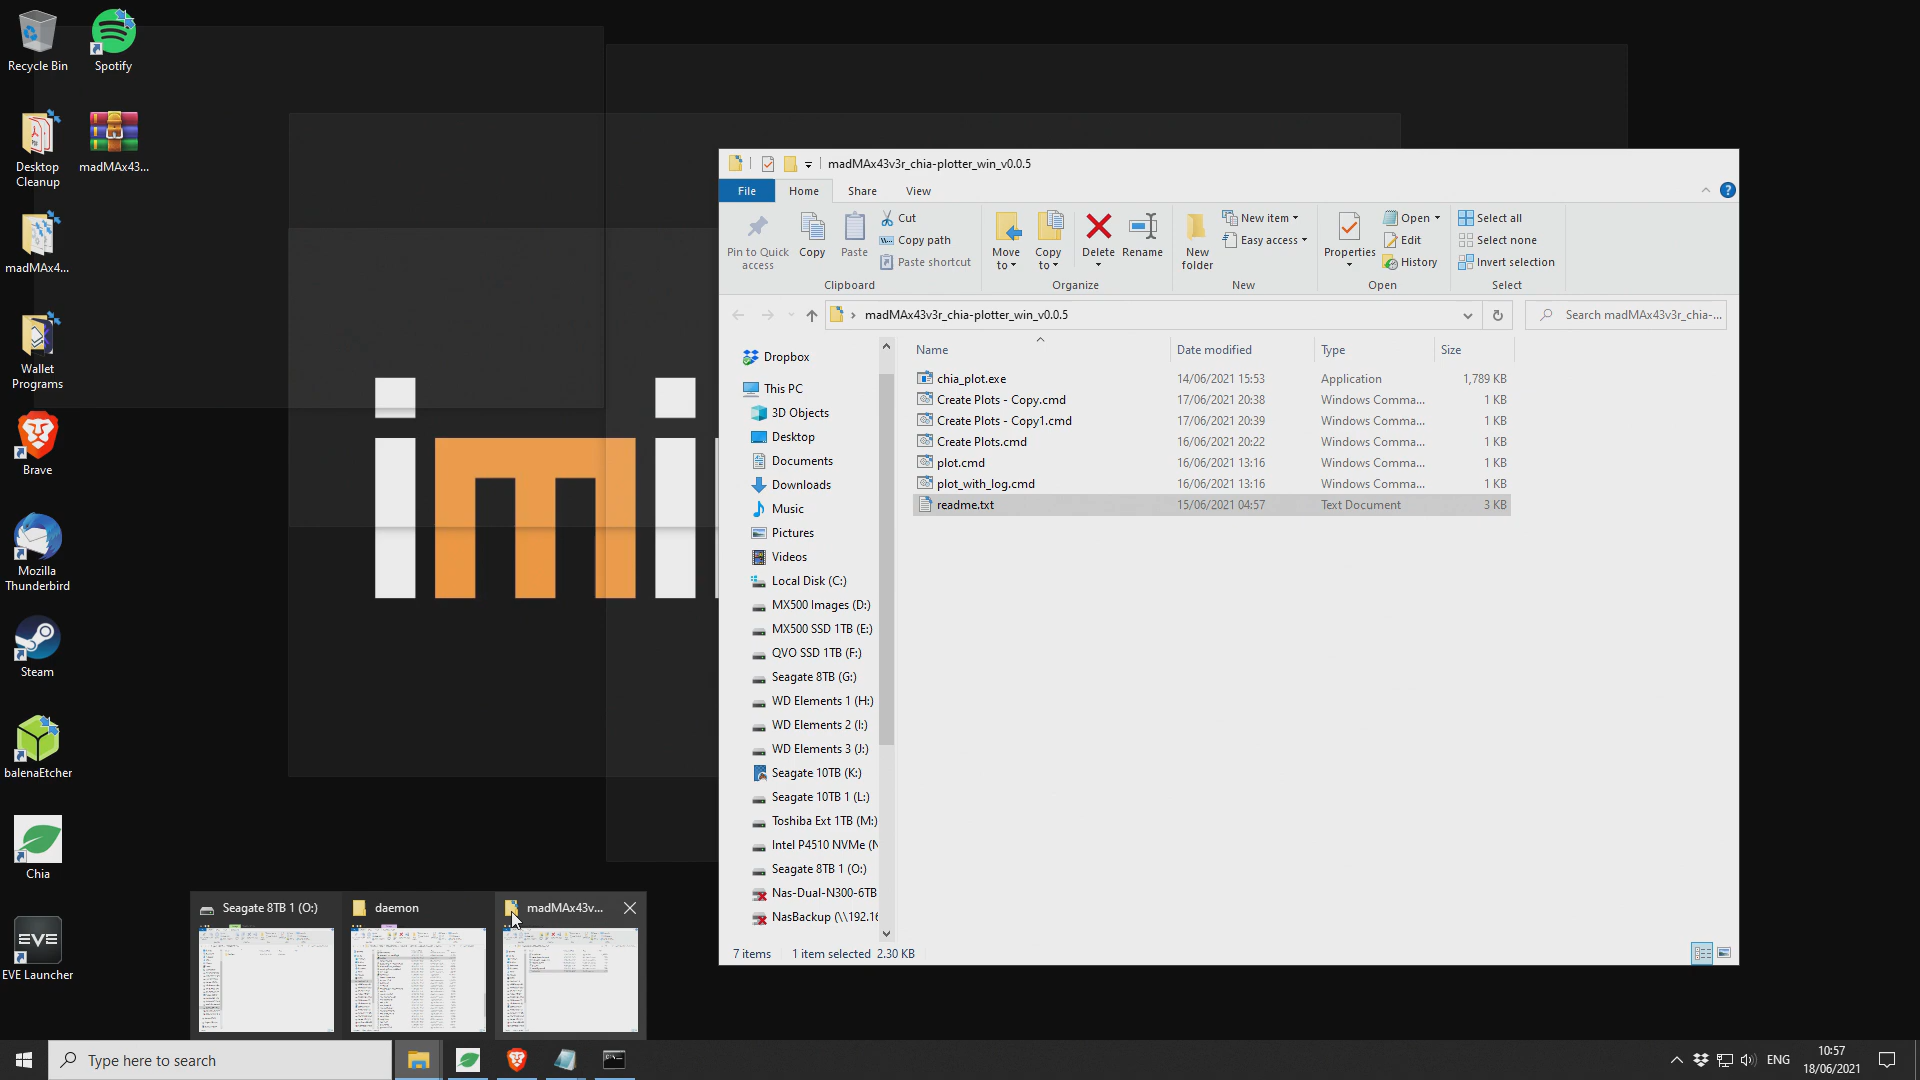 Recycle Bin
Spotify
Desktop
Cleanup
madMAx43...
madMAx4...
Wallet
Programs
Brave
Mozilla
Thunderbird
Steam
balenaEtcher
Chia
EVE
EVE Launcher
imi
madMAx43v3r_chia-plotter_win_v0.0.5
File
Home
Share
View
Pin to Quick
access
Copy
Paste
Cut
Copy path
Paste shortcut
Clipboard
Move
to
Copy
to
Delete
Rename
Organize
New
folder
New item
Easy access
New
Properties
Open
Edit
History
Open
Select all
Select none
Invert selection
Select
madMAx43v3r_chia-plotter_win_v0.0.5
Search madMAx43v3r_chia-...
Dropbox
This PC
3D Objects
Desktop
Documents
Downloads
Music
Pictures
Videos
Local Disk (C:)
MX500 Images (D:)
MX500 SSD 1TB (E:)
QVO SSD 1TB (F:)
Seagate 8TB (G:)
WD Elements 1 (H:)
WD Elements 2 (I:)
WD Elements 3 (J:)
Seagate 10TB (K:)
Seagate 10TB 1 (L:)
Toshiba Ext 1TB (M:)
Intel P4510 NVMe (N
Seagate 8TB 1 (O:)
Nas-Dual-N300-6TB
NasBackup (\\192.16
Name Date modified Type Size
chia_plot.exe 14/06/2021 15:53 Application 1,789 KB
Create Plots - Copy.cmd 17/06/2021 20:38 Windows Comma... 1 KB
Create Plots - Copy1.cmd 17/06/2021 20:39 Windows Comma... 1 KB
Create Plots.cmd 16/06/2021 20:22 Windows Comma... 1 KB
plot.cmd 16/06/2021 13:16 Windows Comma... 1 KB
plot_with_log.cmd 16/06/2021 13:16 Windows Comma... 1 KB
readme.txt 15/06/2021 04:57 Text Document 3 KB
7 items 1 item selected 2.30 KB
Seagate 8TB 1 (O:)
daemon
madMAx43v...
Type here to search
ENG
10:57
18/06/2021